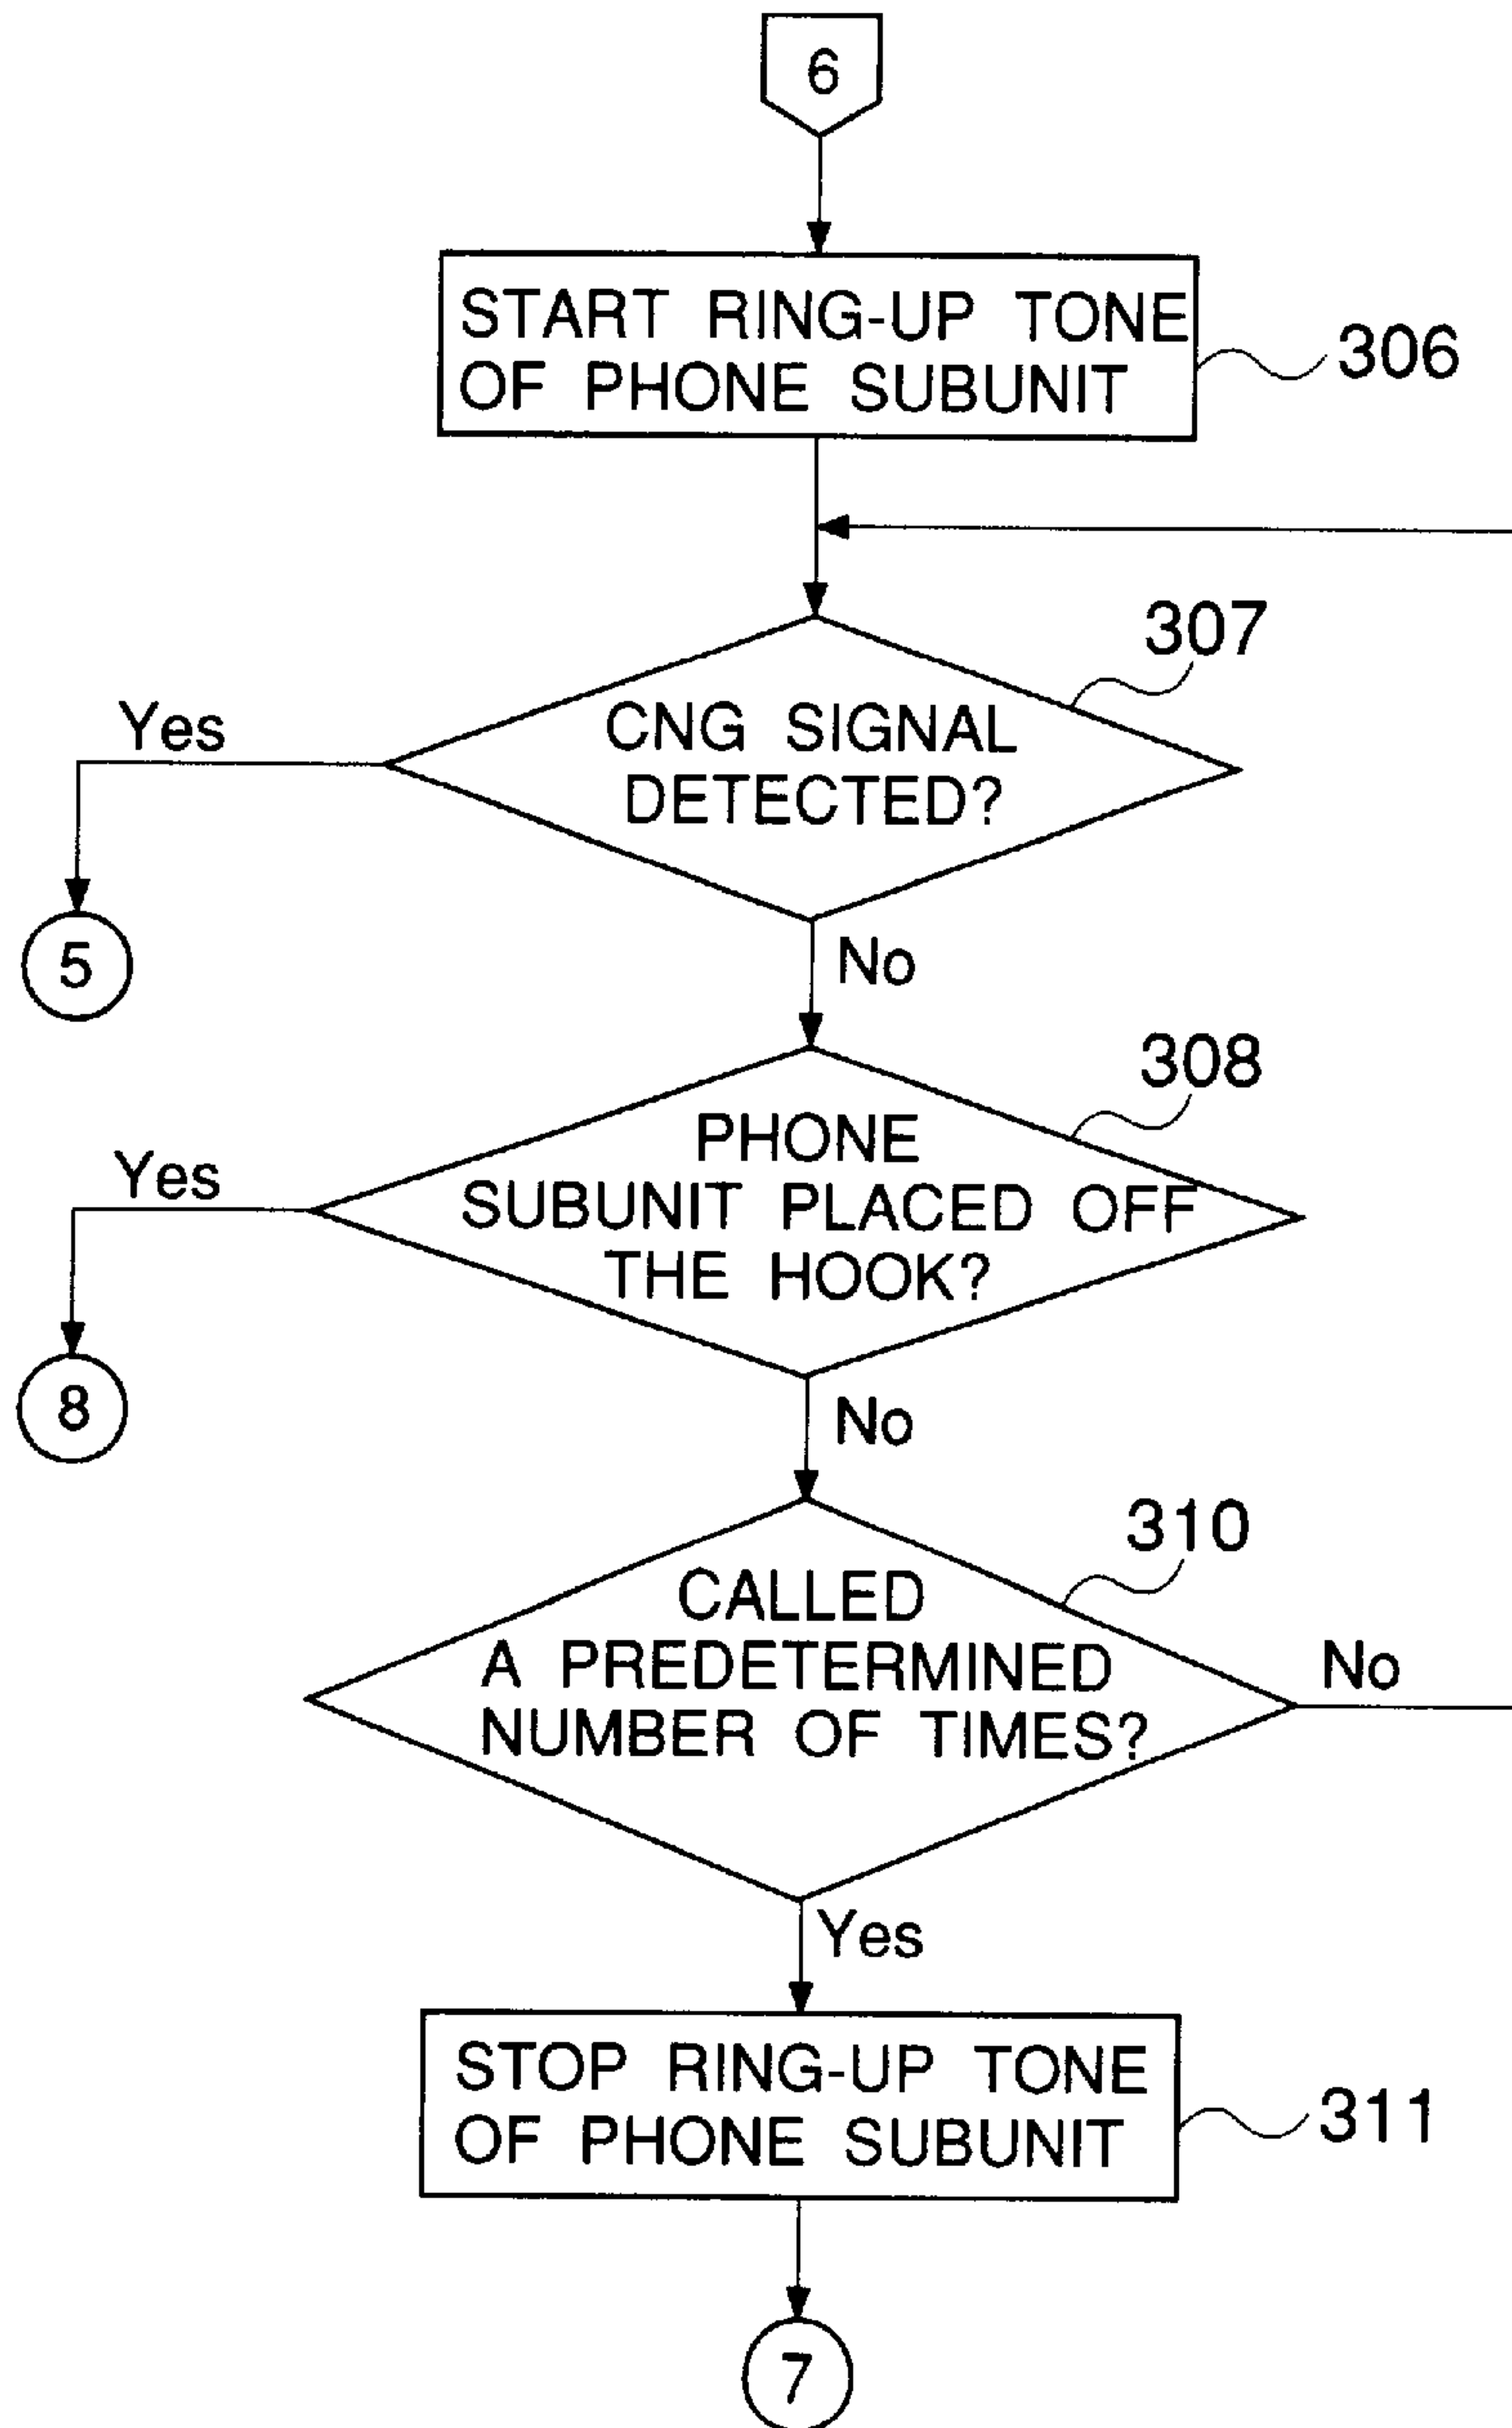 6
START RING-UP TONE
OF PHONE SUBUNIT
306
307
CNG SIGNAL
DETECTED?
Yes
5
No
308
PHONE
SUBUNIT PLACED OFF
THE HOOK?
Yes
8
No
310
CALLED
A PREDETERMINED
NUMBER OF TIMES?
No
Yes
STOP RING-UP TONE
OF PHONE SUBUNIT
311
7